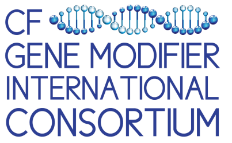 CF
GENE MODIFIER
INTERNATIONAL
CONSORTIUM